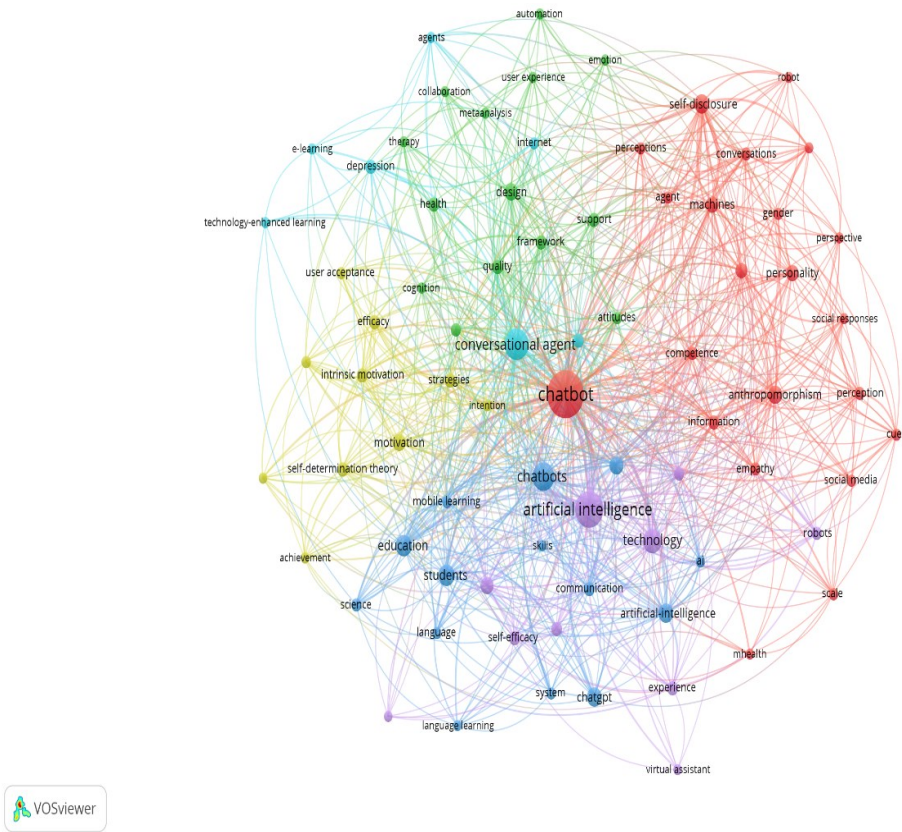 automation
agents
emotion
user experience
robot
collaboration
self-disclosure
metaanalysis
therapy
internet
e-learning
perceptions
conversations
depression
design
agent
health
machines
gender
technology-enhanced learning
support
framework
perspective
quality
user acceptance
personality
cognition
efficacy
attitudes
social responses
conversational agent
competence
intrinsic motivation
strategies
chatbot
anthropomorphism
perception
intention
information
cue
motivation
self-determination theory
chatbots
empathy
social media
mobile learning
artificial intelligence
education
skills
technology
robots
achievement
ai
students
communication
scale
science
artificial-intelligence
language
self-efficacy
mhealth
system
chatgpt
experience
language learning
virtual assistant
VOSviewer